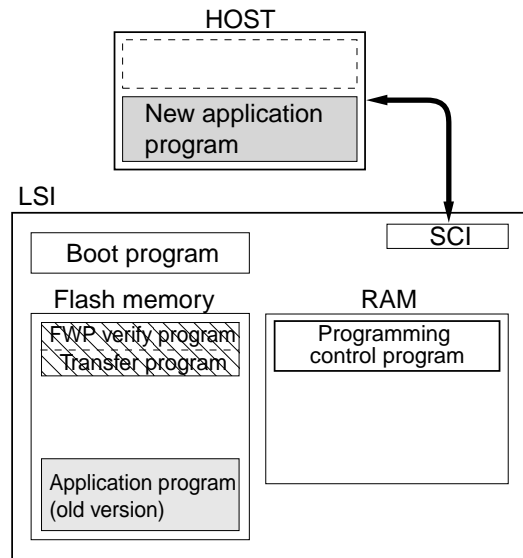 HOST
New application
program
LSI
SCI
Boot program
Flash memory
RAM
FWP verify program
Transfer program
Programming
control program
Application program
(old version)